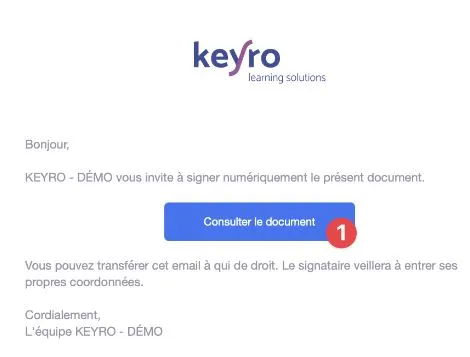 keyro
learning solutions
Bonjour,
KEYRO - DÉMO vous invite à signer numériquement le présent document.
Consulter le document
1
Vous pouvez transférer cet email à qui de droit. Le signataire veillera à entrer ses
propres coordonnées.
Cordialement,
L'équipe KEYRO - DÉMO